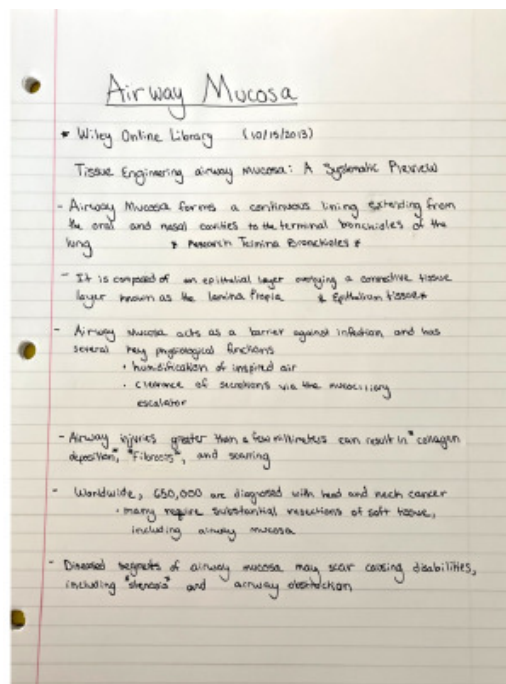 Airway Mucosa
* Wiley Online Library (10/15/2013)
Tissue Engineering airway mucosa: A Systematic Review
- Airway Mucosa forms a continuous lining extending from
the oral and nasal cavities to the terminal bronchioles of the
lung * Research Telmina Bronchioles *
- It is composed of an epithelial layer overlying a connective tissue
layer known as the lamina Propia * Epithelium tissue *
- Airway Mucosa acts as a barrier against infection and has
several key physiological functions
• humidification of inspired air
• clearance of secretions via the mucociliary
escalator
- Airway injuries greater than a few millimeters can result in "collagen
deposition", "Fibrosis", and scarring
- Worldwide, 650,000 are diagnosed with head and neck cancer
• many require substantial resections of soft tissue,
including airway mucosa
- Diseased segments of airway mucosa may scar causing disabilities,
including "stenosis" and airway obstruction